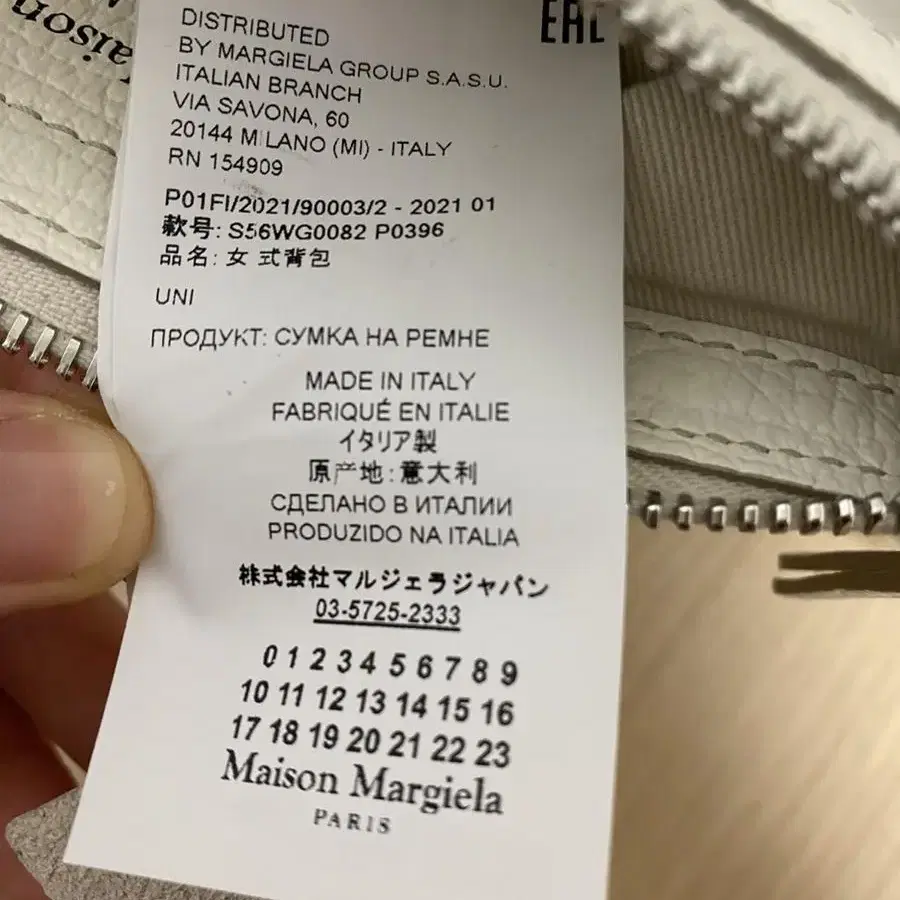 aison
DISTRIBUTED
BY MARGIELA GROUP S.A.S.U.
ITALIAN BRANCH
VIA SAVONA, 60
20144 MILANO (MI) - ITALY
RN 154909
EAC
P01FI/2021/90003/2 - 2021 01
款号: S56WG0082 P0396
品名: 女 式背包
UNI
ПРОДУКТ: СУМКА НА РЕМНЕ
MADE IN ITALY
FABRIQUÉ EN ITALIE
イタリア製
原产地: 意大利
СДЕЛАНО В ИТАЛИИ
PRODUZIDO NA ITALIA
株式会社マルジェラジャパン
03-5725-2333
0 1 2 3 4 5 6 7 8 9
10 11 12 13 14 15 16
17 18 19 20 21 22 23
Maison Margiela
PARIS